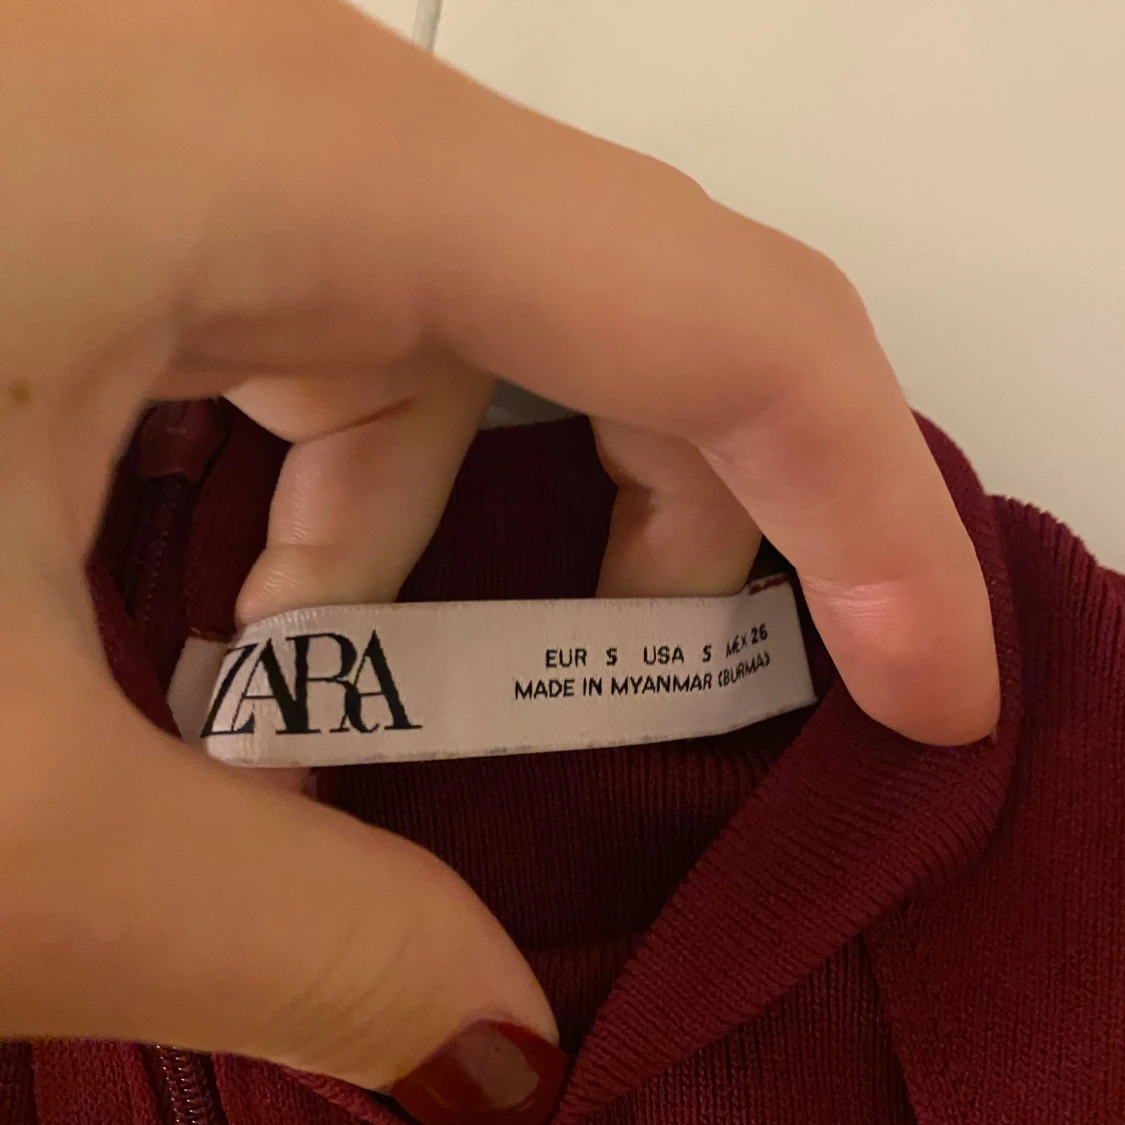 ZARA
EUR S USA S MEX 26
MADE IN MYANMAR (BURMA)